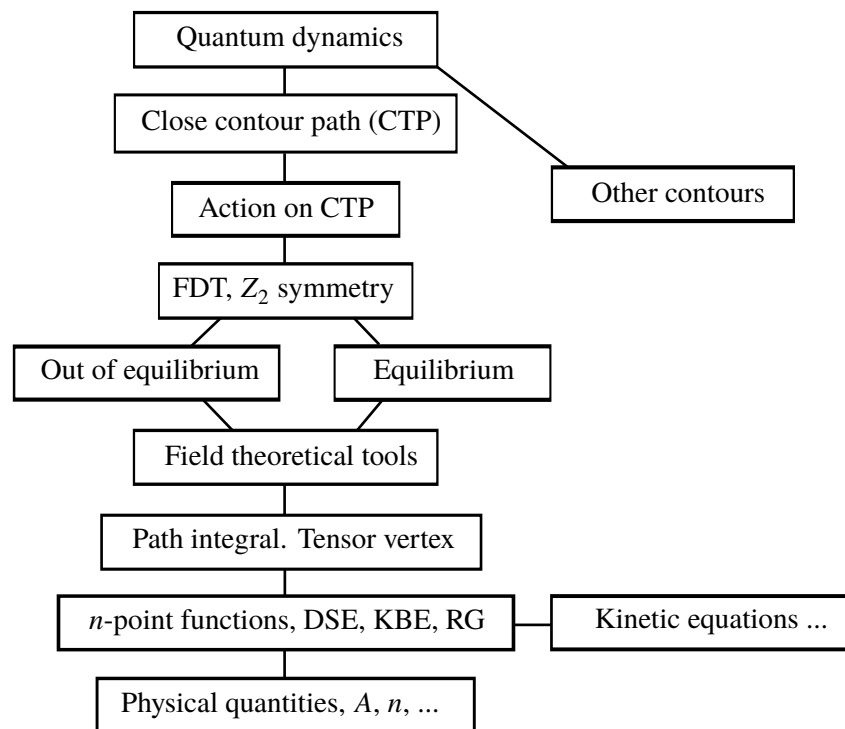 Quantum dynamics
Close contour path (CTP)
Other contours
Action on CTP
FDT, Z₂ symmetry
Out of equilibrium
Equilibrium
Field theoretical tools
Path integral. Tensor vertex
n-point functions, DSE, KBE, RG
Kinetic equations ...
Physical quantities, A, n, ...